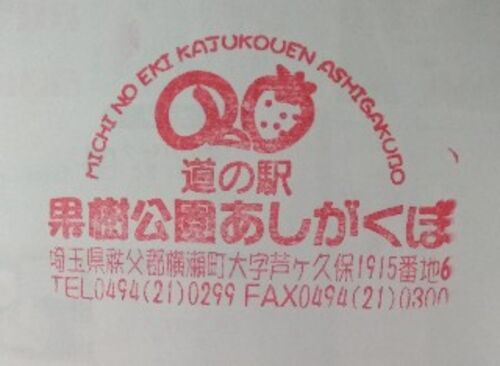 MICHI NO EKI KAJUKOUEN ASHIGAKUBO
道の駅
果樹公園あしがくぼ
埼玉県秩父郡横瀬町大字芦ヶ久保1915番地6
TEL0494(21)0299 FAX0494(21)0300